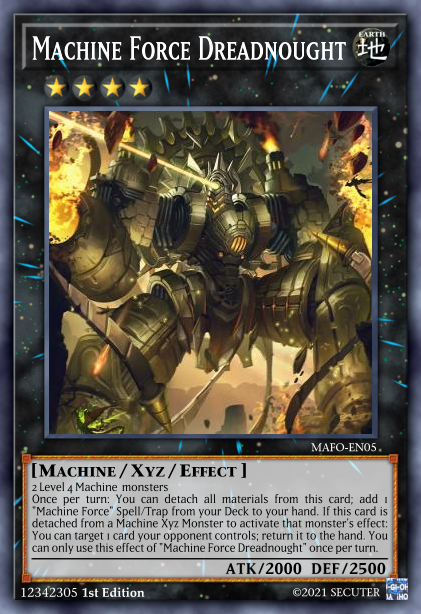 MACHINE FORCE DREADNOUGHT
EARTH
地
MAFO-EN05
[MACHINE / XYZ / EFFECT ]
2 Level 4 Machine monsters
Once per turn: You can detach all materials from this card; add 1
"Machine Force" Spell/Trap from your Deck to your hand. If this card is
detached from a Machine Xyz Monster to activate that monster's effect:
You can target 1 card your opponent controls; return it to the hand. You
can only use this effect of "Machine Force Dreadnought" once per turn.
ATK/2000 DEF/2500
12342305 1st Edition
©2021 SECUTER